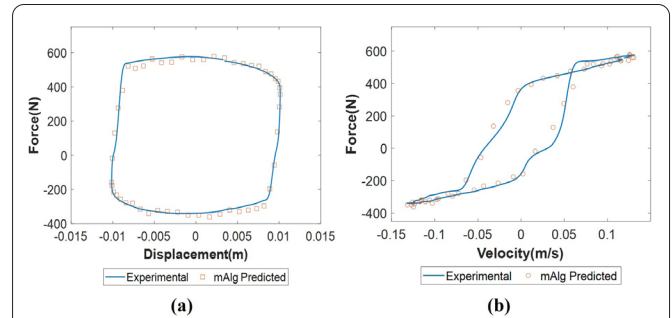 (a)
600
400
200
0
-200
-400
Force(N)
-0.015 -0.01 -0.005 0 0.005 0.01 0.015
Displacement(m)
Experimental mAlg Predicted
(a)
(b)
600
400
200
0
-200
-400
Force(N)
-0.15 -0.1 -0.05 0 0.05 0.1 0.15
Velocity(m/s)
Experimental mAlg Predicted
(b)